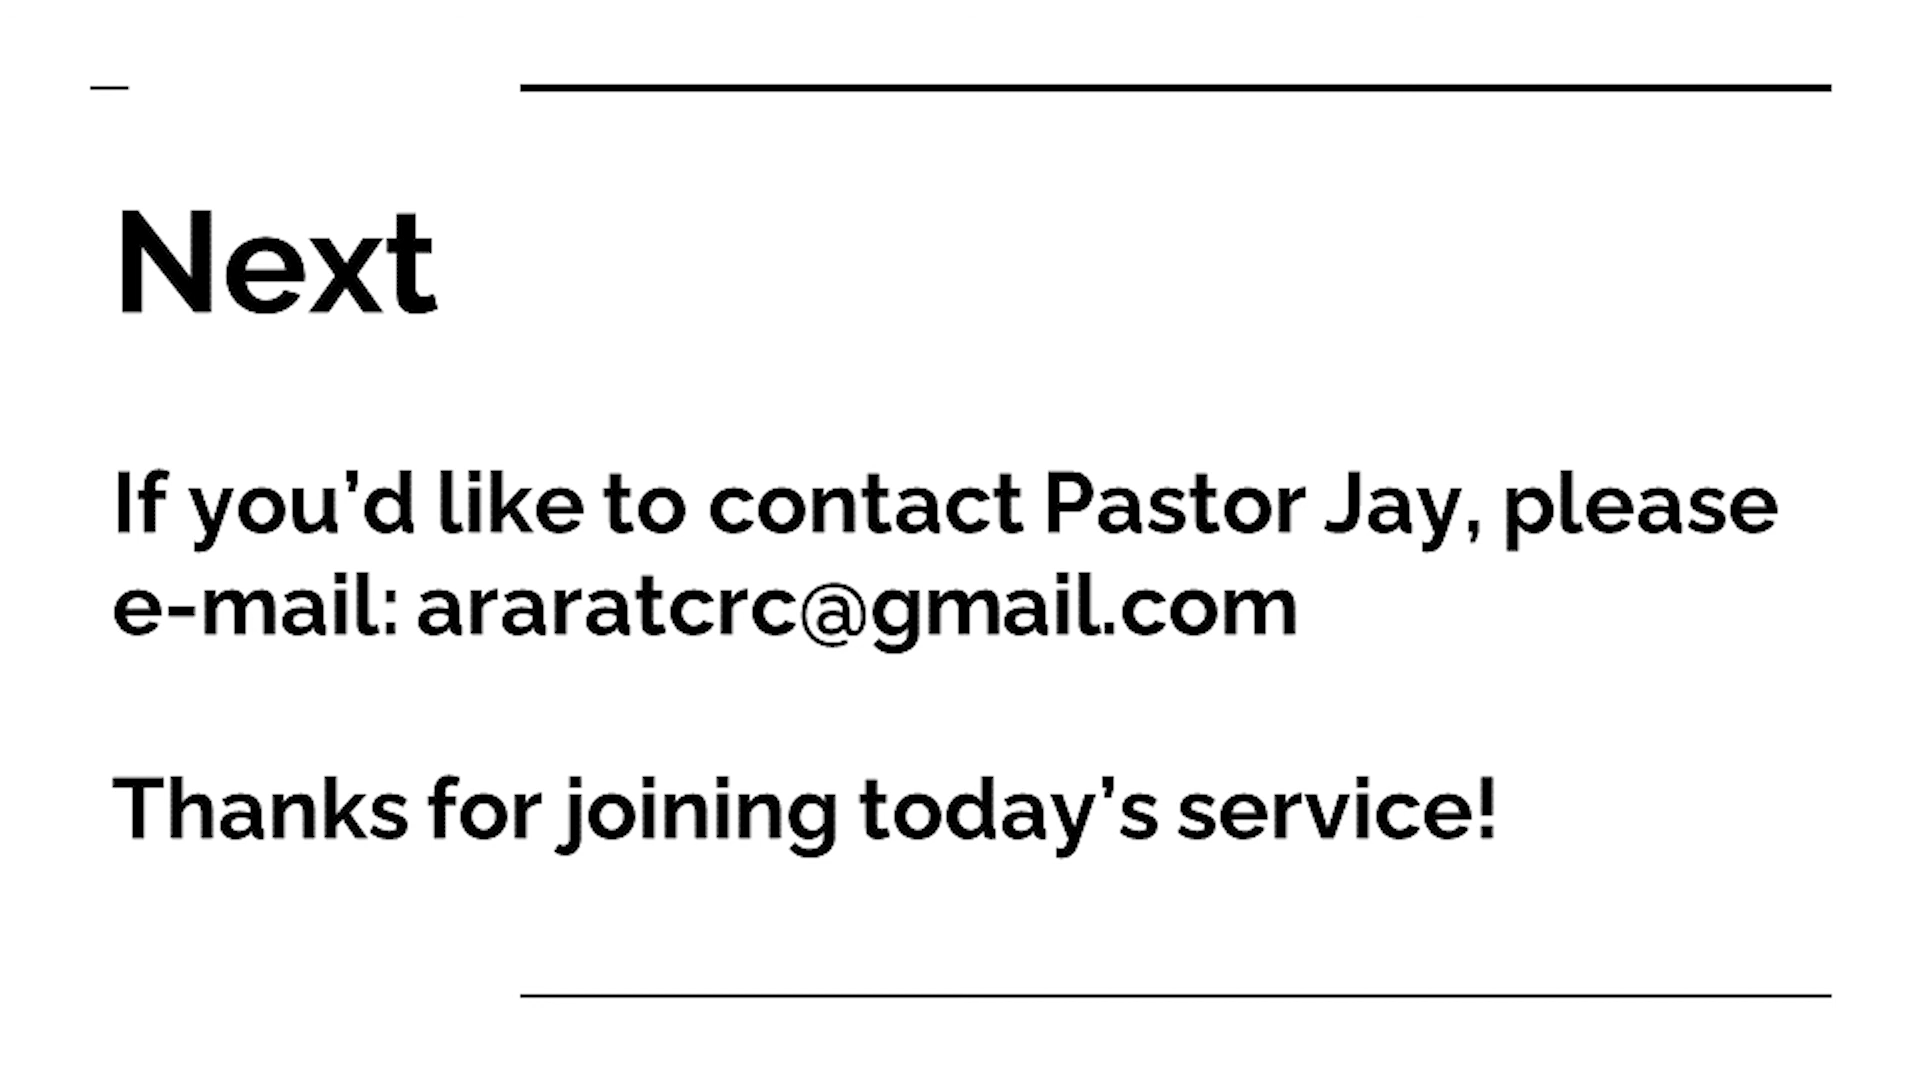 Next
If you’d like to contact Pastor Jay, please
e-mail: araratcrc@gmail.com
Thanks for joining today’s service!